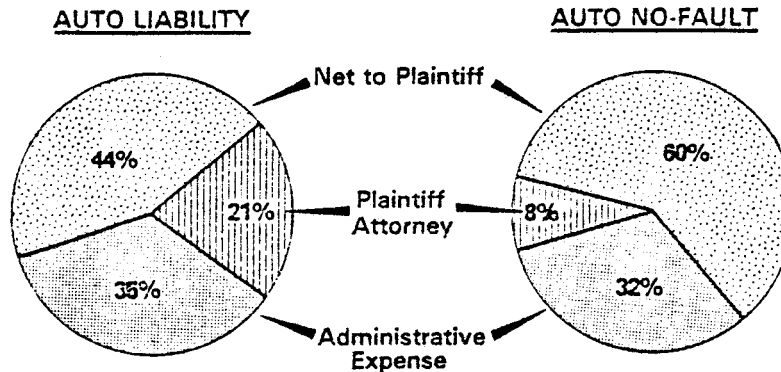 AUTO LIABILITY
AUTO NO-FAULT
Net to Plaintiff
44%
60%
21%
Plaintiff
Attorney
8%
35%
32%
Administrative
Expense